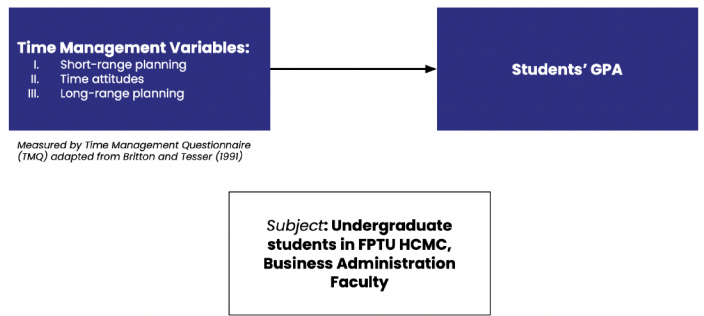 Time Management Variables:
I. Short-range planning
II. Time attitudes
III. Long-range planning
Students' GPA
Measured by Time Management Questionnaire
(TMQ) adapted from Britton and Tesser (1991)
Subject: Undergraduate
students in FPTU HCMC,
Business Administration
Faculty